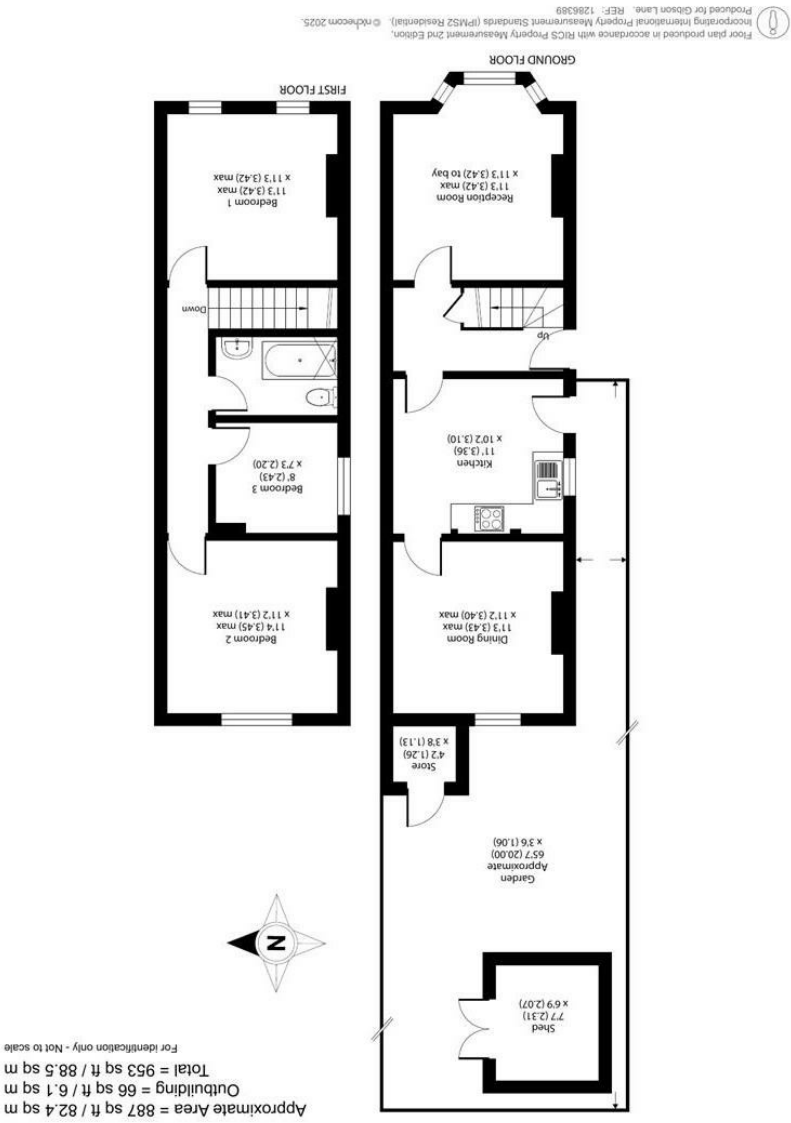 Approximate Area = 887 sq ft / 82.4 sq m
Outbuilding = 66 sq ft / 6.1 sq m
Total = 953 sq ft / 88.5 sq m
For identification only - Not to scale
Shed
7'7 (2.31)
x 6'9 (2.07)
N
Garden
Approximate
65'7 (20.00)
x 3'6 (1.06)
Store
4'2 (1.26)
x 3'8 (1.13)
Dining Room
11'3 (3.43) max
x 11'2 (3.40) max
Bedroom 2
11'4 (3.45) max
x 11'2 (3.41) max
Kitchen
11' (3.36)
x 10'2 (3.10)
Bedroom 3
8' (2.43)
x 7'3 (2.20)
Up
Down
Reception Room
11'3 (3.42) max
x 11'3 (3.42) to bay
Bedroom 1
11'3 (3.42) max
x 11'3 (3.42) max
GROUND FLOOR
FIRST FLOOR
Floor plan produced in accordance with RICS Property Measurement 2nd Edition,
Incorporating International Property Measurement Standards (IPMS2 Residential). © nichecom 2025.
Produced for Gibson Lane. REF: 1286389